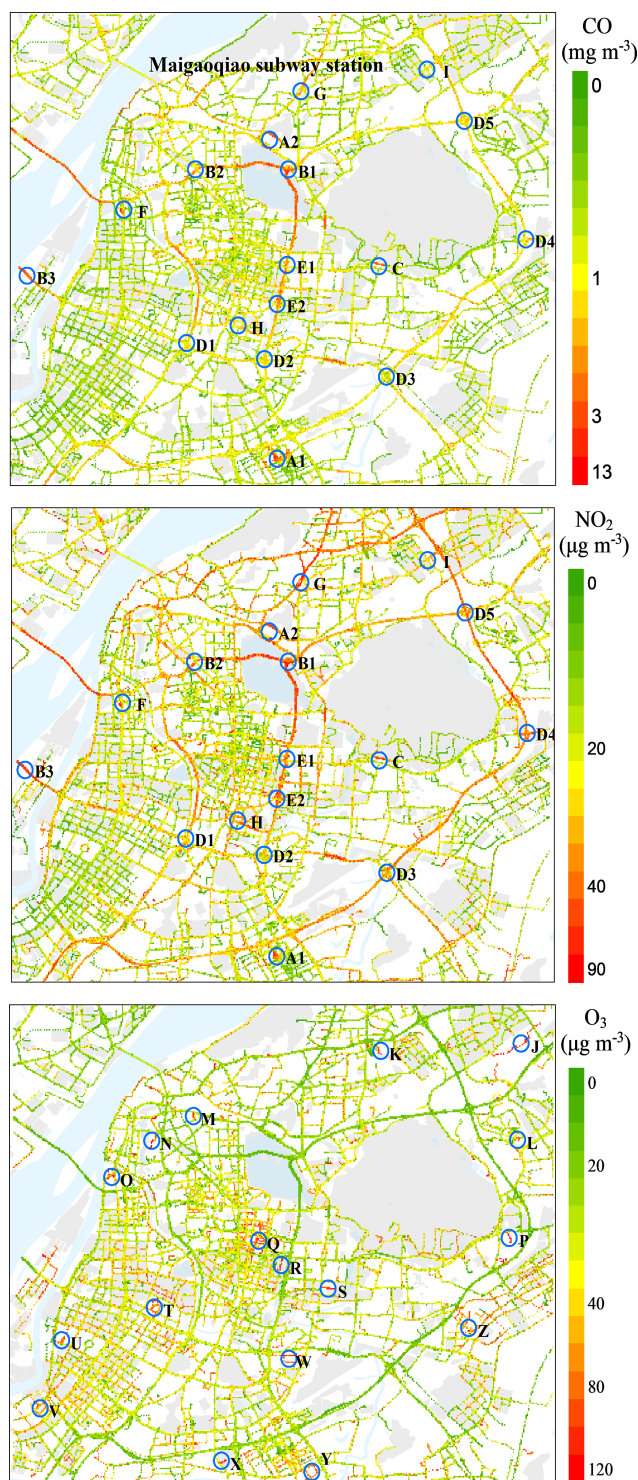 CO
(mg m-3)
Maigaoqiao subway station
I
G
0
D5
A2
B2
B1
F
D4
E1
C
B3
1
E2
H
D1
D2
D3
3
A1
13
NO2
(μg m-3)
I
G
0
D5
A2
B2
B1
F
D4
20
E1
C
B3
E2
H
D1
D2
D3
40
A1
90
O3
(μg m-3)
J
K
0
M
N
L
20
O
Q
P
R
S
40
T
Z
U
W
80
V
X
Y
120